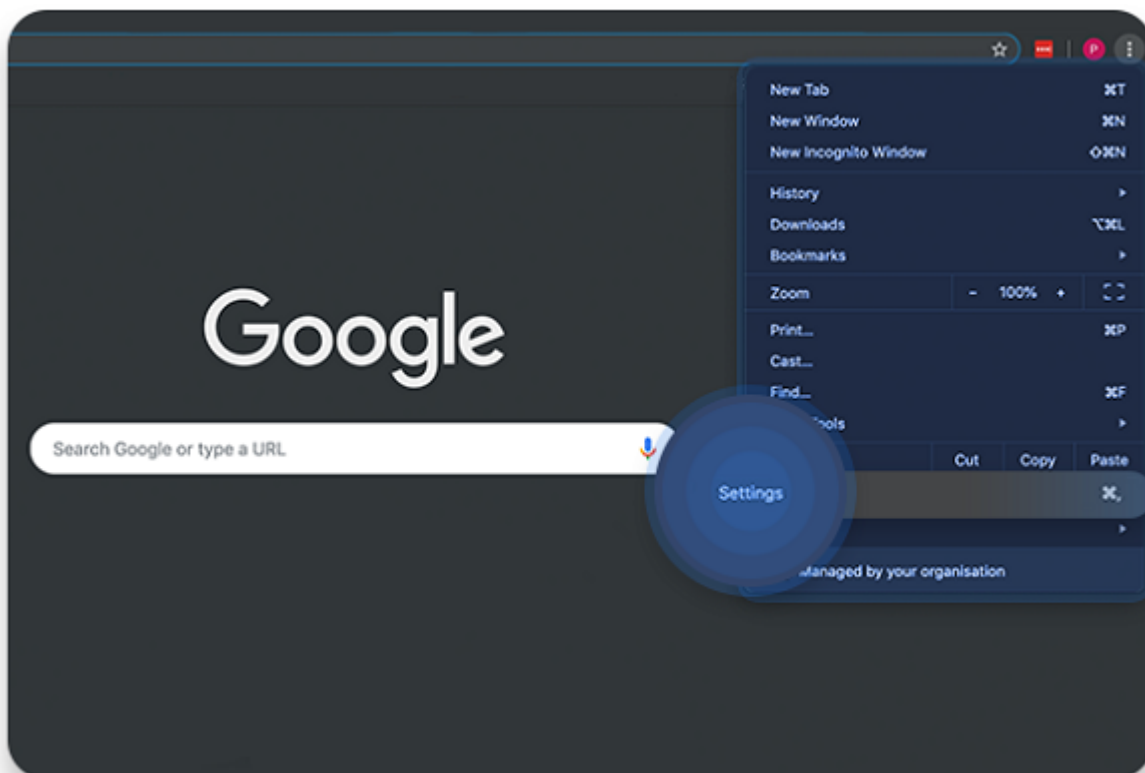 P
New Tab ⌘T
New Window ⌘N
New Incognito Window ⇧⌘N
History
Downloads ⌥⌘L
Bookmarks
Zoom - 100% +
Google
Print... ⌘P
Cast...
Find... ⌘F
Tools
Search Google or type a URL
Cut Copy Paste
Settings ⌘,
Managed by your organisation